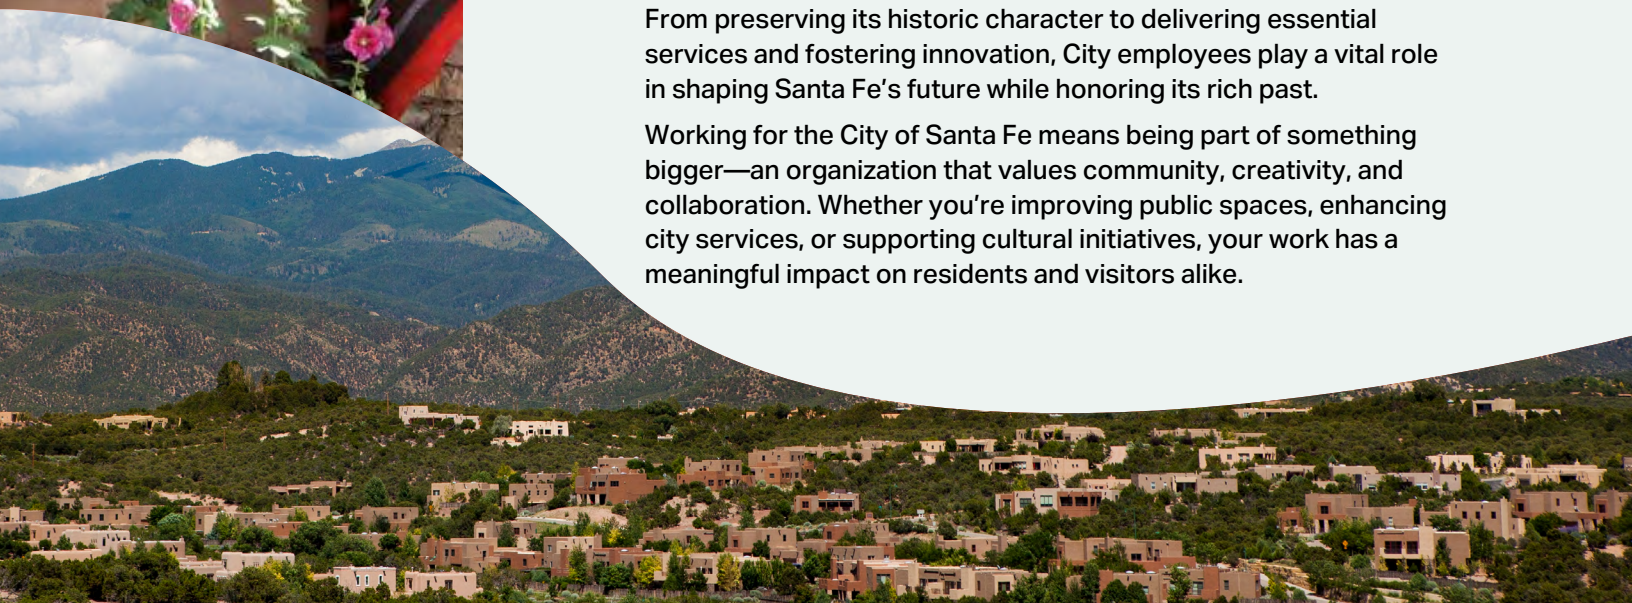 From preserving its historic character to delivering essential
services and fostering innovation, City employees play a vital role
in shaping Santa Fe's future while honoring its rich past.
Working for the City of Santa Fe means being part of something
bigger—an organization that values community, creativity, and
collaboration. Whether you're improving public spaces, enhancing
city services, or supporting cultural initiatives, your work has a
meaningful impact on residents and visitors alike.